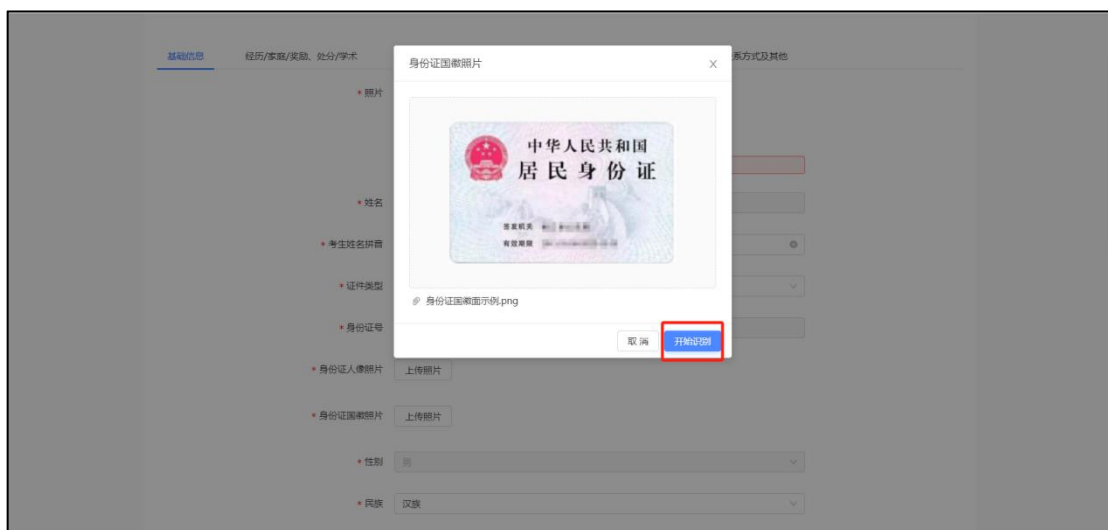 基础信息 经历/家庭/奖励、处分/学术 系方式及其他
身份证国徽照片
* 照片
中华人民共和国
居民身份证
* 姓名
签发机关
有效期限
* 考生姓名拼音
* 证件类型
身份证国徽面示例.png
* 身份证号
取消 开始识别
* 身份证人像照片 上传照片
* 身份证国徽照片 上传照片
* 性别 男
* 民族 汉族